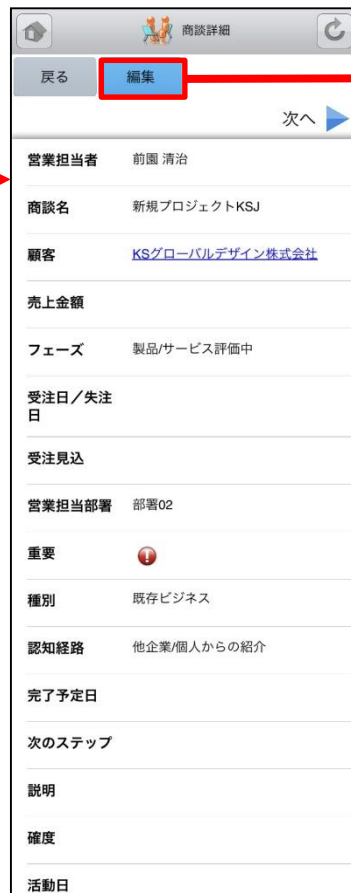 商談詳細
戻る 編集
次へ
営業担当者 前園 清治
商談名 新規プロジェクトKSJ
顧客 KSグローバルデザイン株式会社
売上金額
フェーズ 製品/サービス評価中
受注日／失注
日
受注見込
営業担当部署 部署02
重要
種別 既存ビジネス
認知経路 他企業/個人からの紹介
完了予定日
次のステップ
説明
確度
活動日